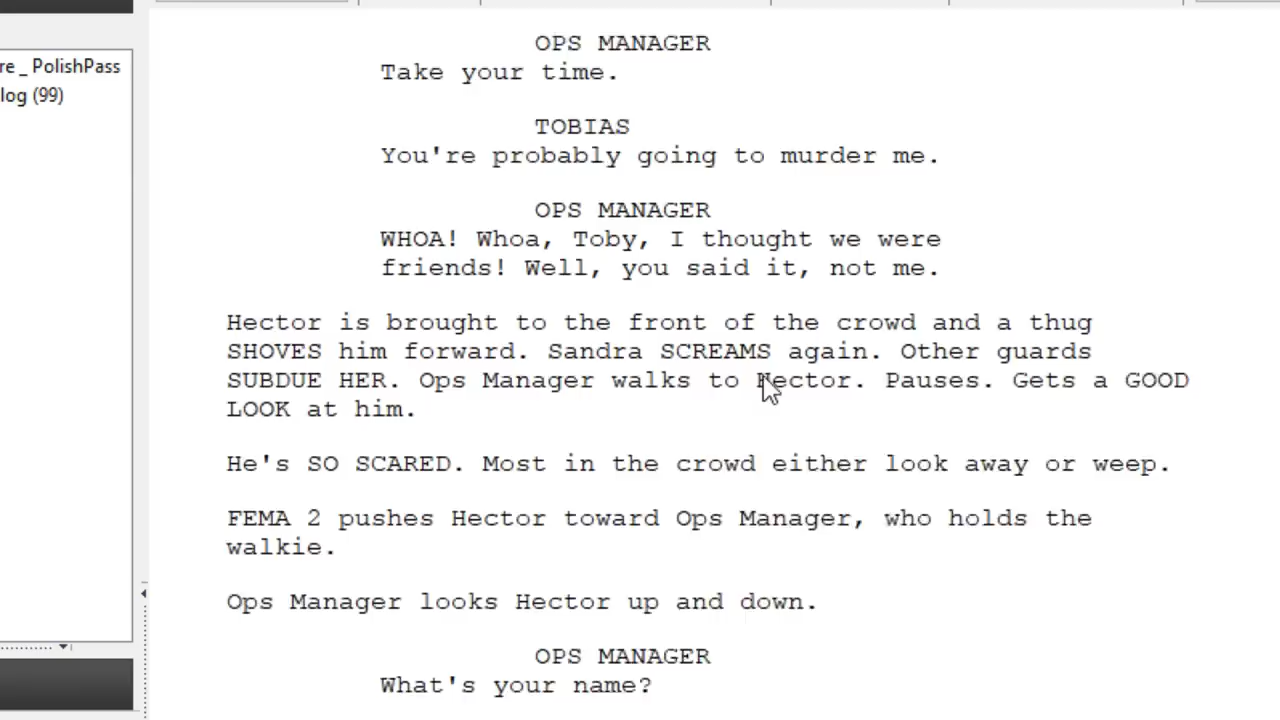 OPS MANAGER
Take your time.
TOBIAS
You're probably going to murder me.
OPS MANAGER
WHOA! Whoa, Toby, I thought we were
friends! Well, you said it, not me.
Hector is brought to the front of the crowd and a thug
SHOVES him forward. Sandra SCREAMS again. Other guards
SUBDUE HER. Ops Manager walks to Hector. Pauses. Gets a GOOD
LOOK at him.
He's SO SCARED. Most in the crowd either look away or weep.
FEMA 2 pushes Hector toward Ops Manager, who holds the
walkie.
Ops Manager looks Hector up and down.
OPS MANAGER
What's your name?
re _ PolishPass
log (99)